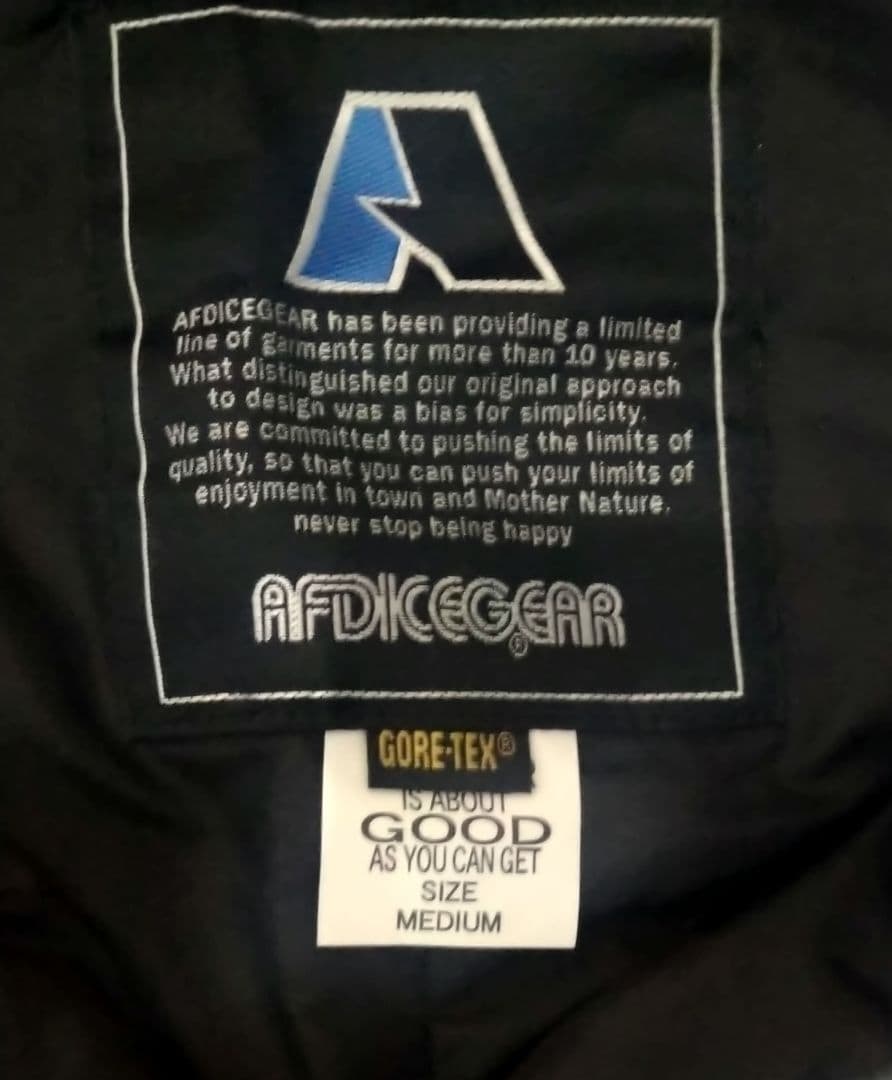 AFDICEGEAR has been providing a limited
line of garments for more than 10 years.
What distinguished our original approach
to design was a bias for simplicity.
We are committed to pushing the limits of
quality, so that you can push your limits of
enjoyment in town and Mother Nature.
never stop being happy
AFDICEGEAR®
GORE-TEX®
IS ABOUT
GOOD
AS YOU CAN GET
SIZE
MEDIUM